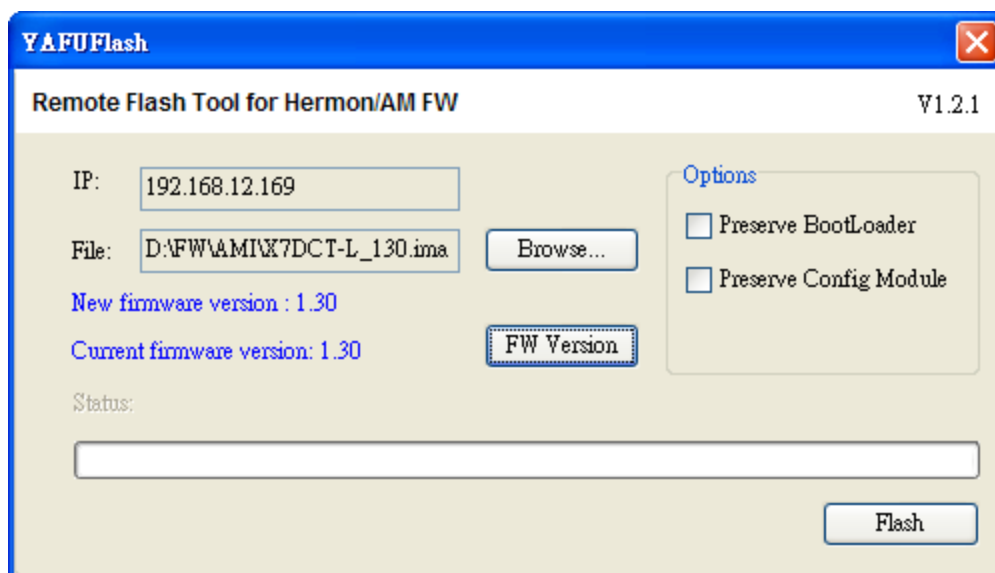 YAFUFlash
Remote Flash Tool for Hermon/AM FW
V1.2.1
IP:
192.168.12.169
File:
D:\FW\AMI\X7DCT-L_130.ima
Browse...
New firmware version : 1.30
Current firmware version: 1.30
FW Version
Options
Preserve BootLoader
Preserve Config Module
Status:
Flash